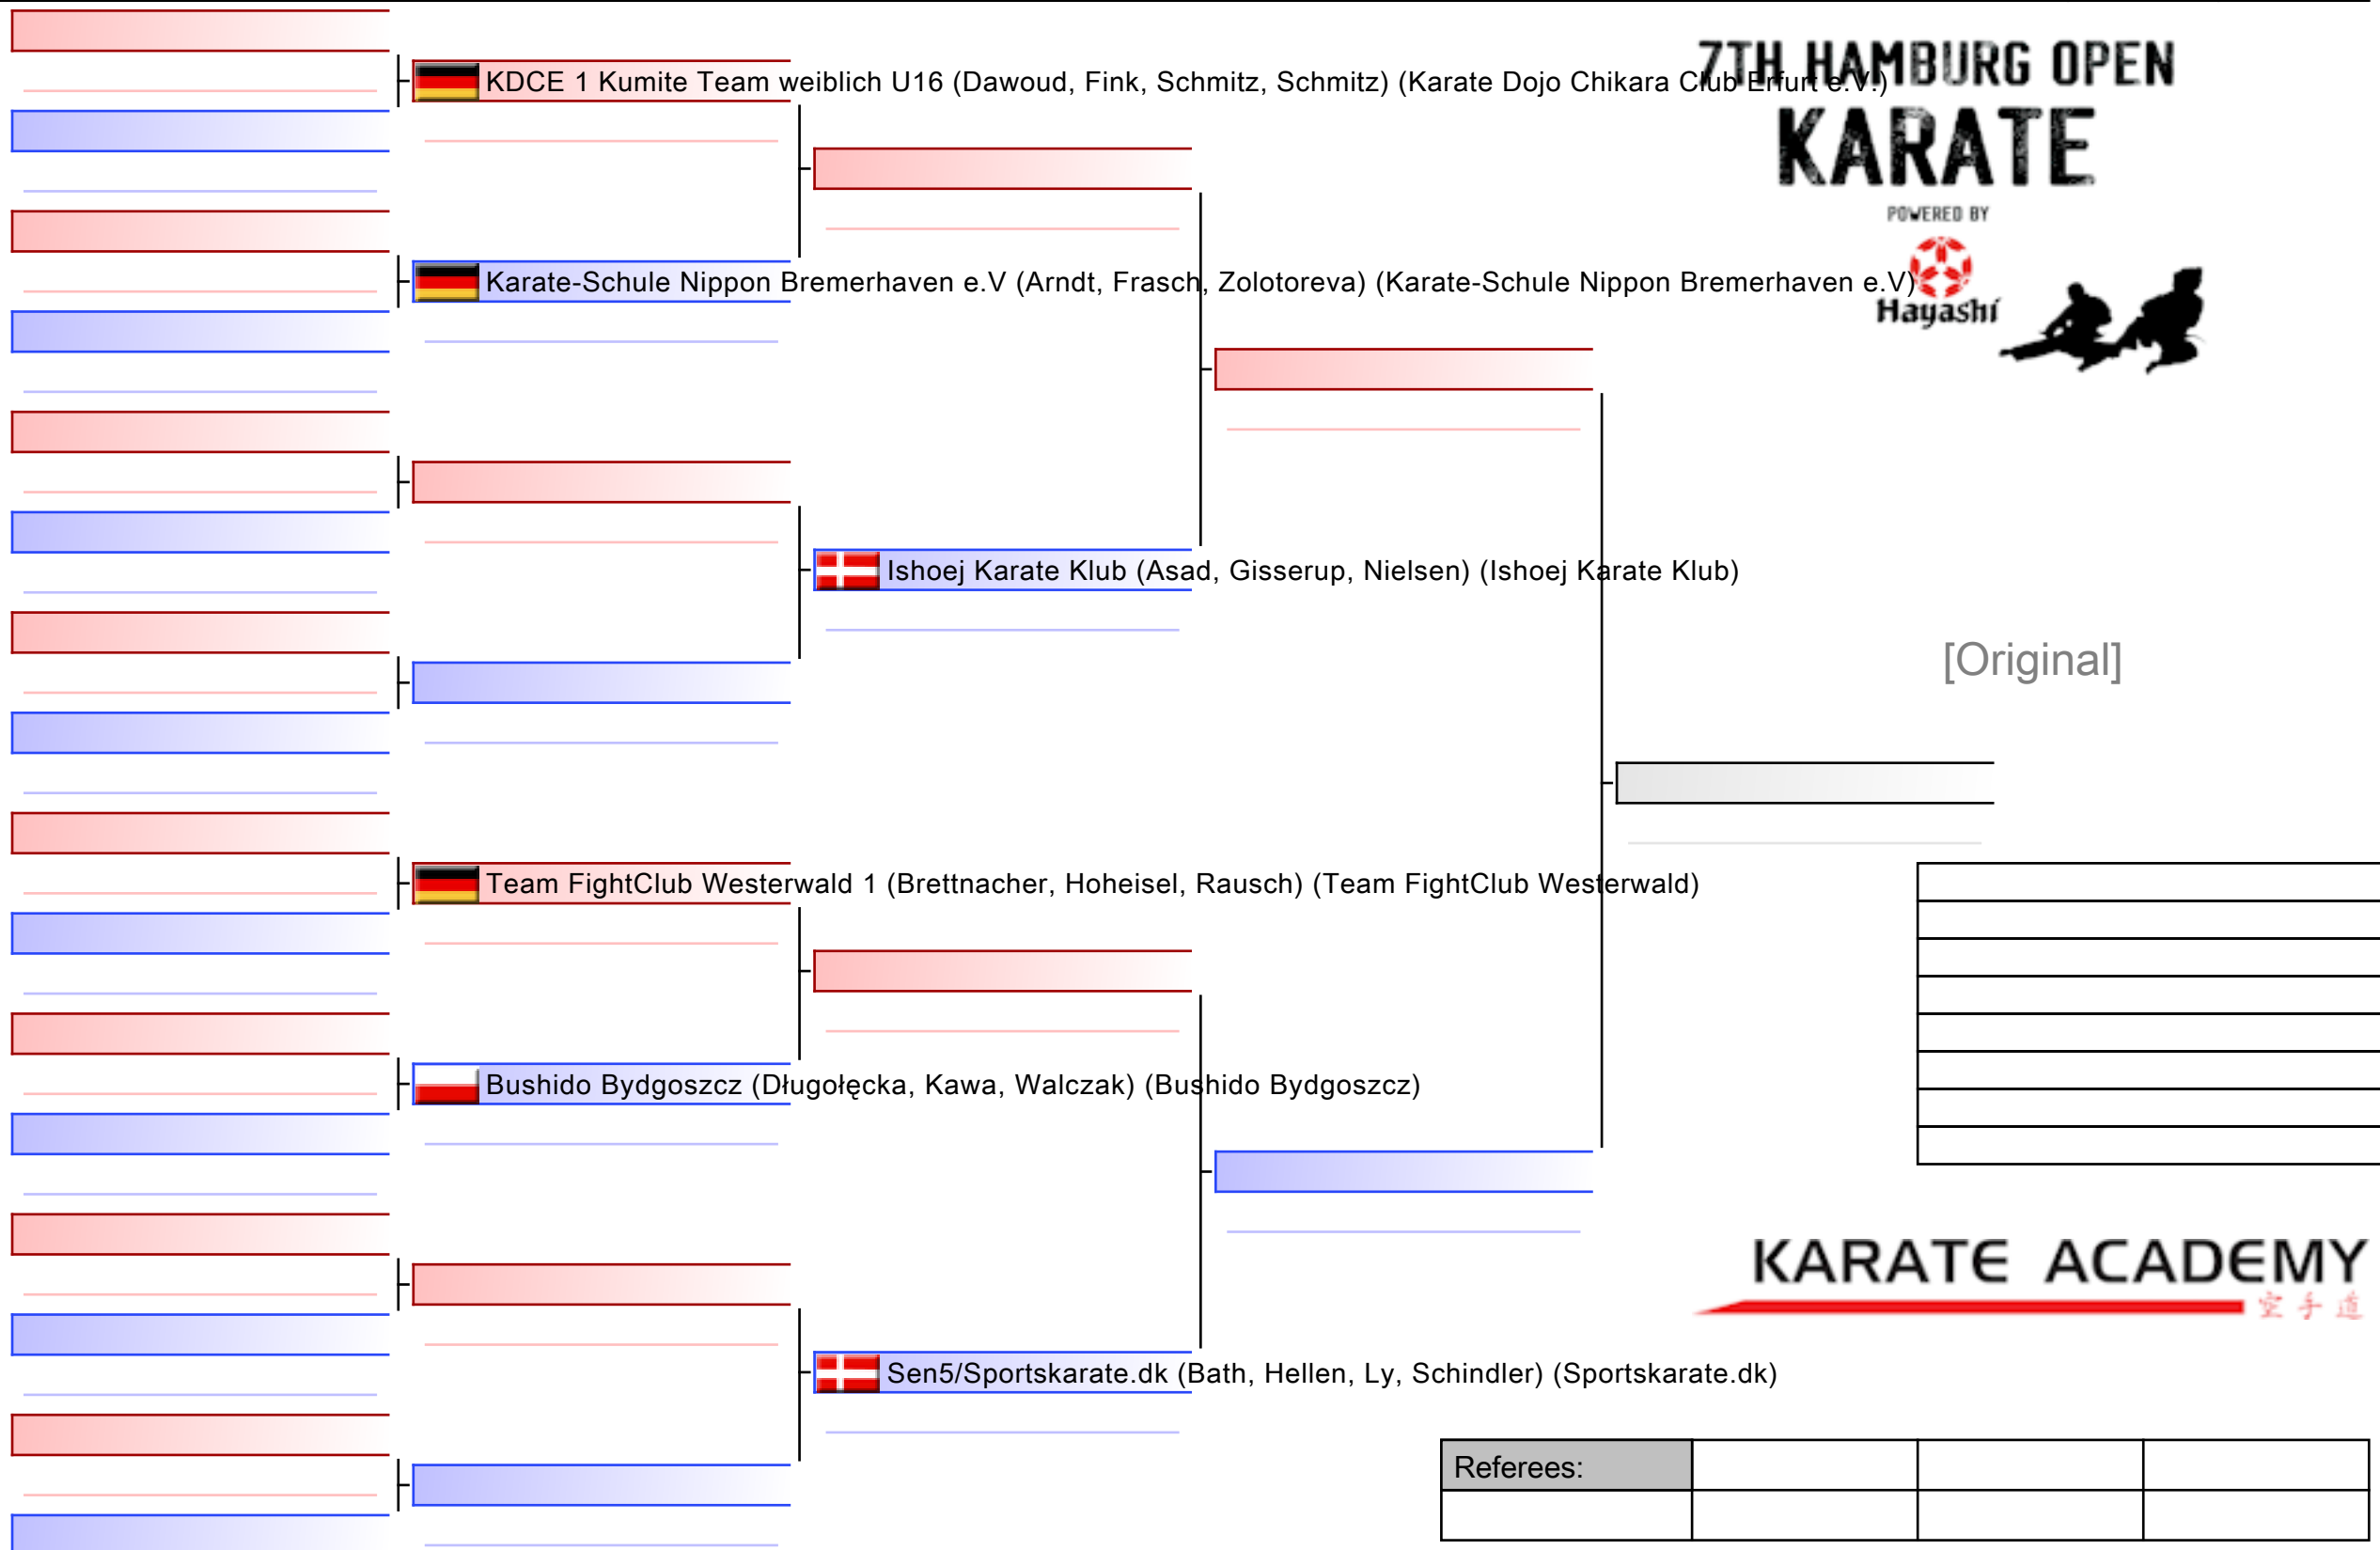 7TH HAMBURG OPEN
KDCE 1 Kumite Team weiblich U16 (Dawoud, Fink, Schmitz, Schmitz) (Karate Dojo Chikara Club Erfurt e.V.)
KARATE
POWERED BY
Karate-Schule Nippon Bremerhaven e.V (Arndt, Frasch, Zolotoreva) (Karate-Schule Nippon Bremerhaven e.V)
Hayashi
Ishoej Karate Klub (Asad, Gisserup, Nielsen) (Ishoej Karate Klub)
[Original]
Team FightClub Westerwald 1 (Brettnacher, Hoheisel, Rausch) (Team FightClub Westerwald)
Bushido Bydgoszcz (Długołęcka, Kawa, Walczak) (Bushido Bydgoszcz)
KARATE ACADEMY
空手道
Sen5/Sportskarate.dk (Bath, Hellen, Ly, Schindler) (Sportskarate.dk)
Referees: